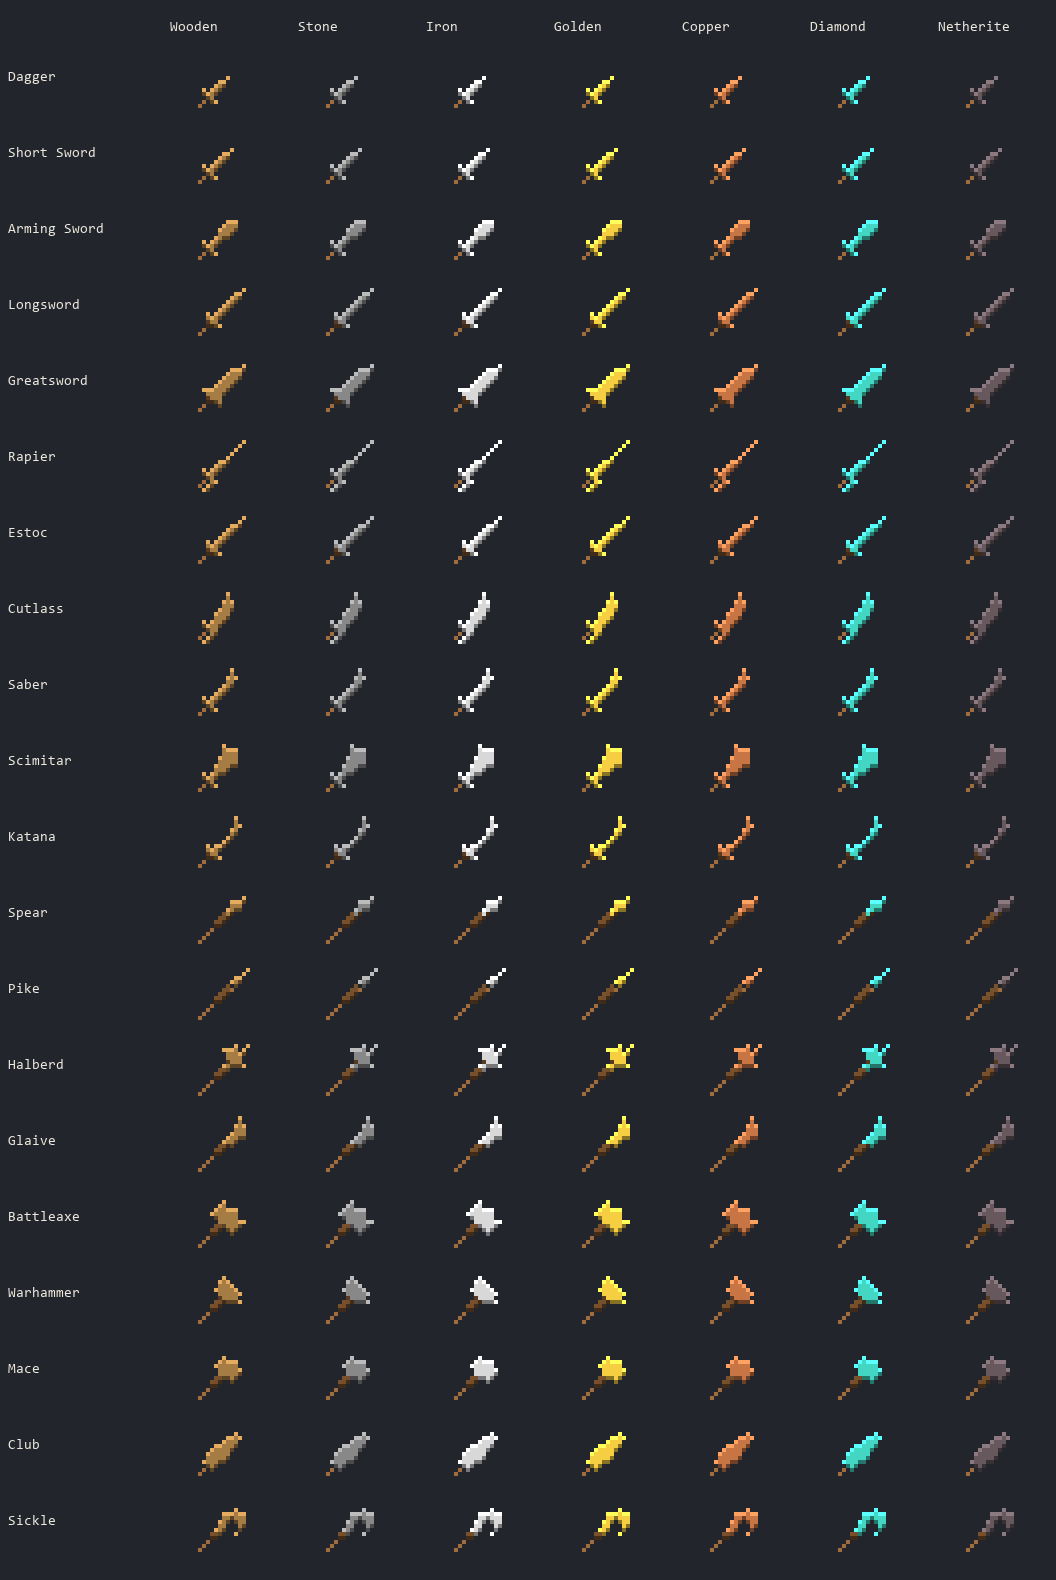 Wooden Stone Iron Golden Copper Diamond Netherite
Dagger
Short Sword
Arming Sword
Longsword
Greatsword
Rapier
Estoc
Cutlass
Saber
Scimitar
Katana
Spear
Pike
Halberd
Glaive
Battleaxe
Warhammer
Mace
Club
Sickle